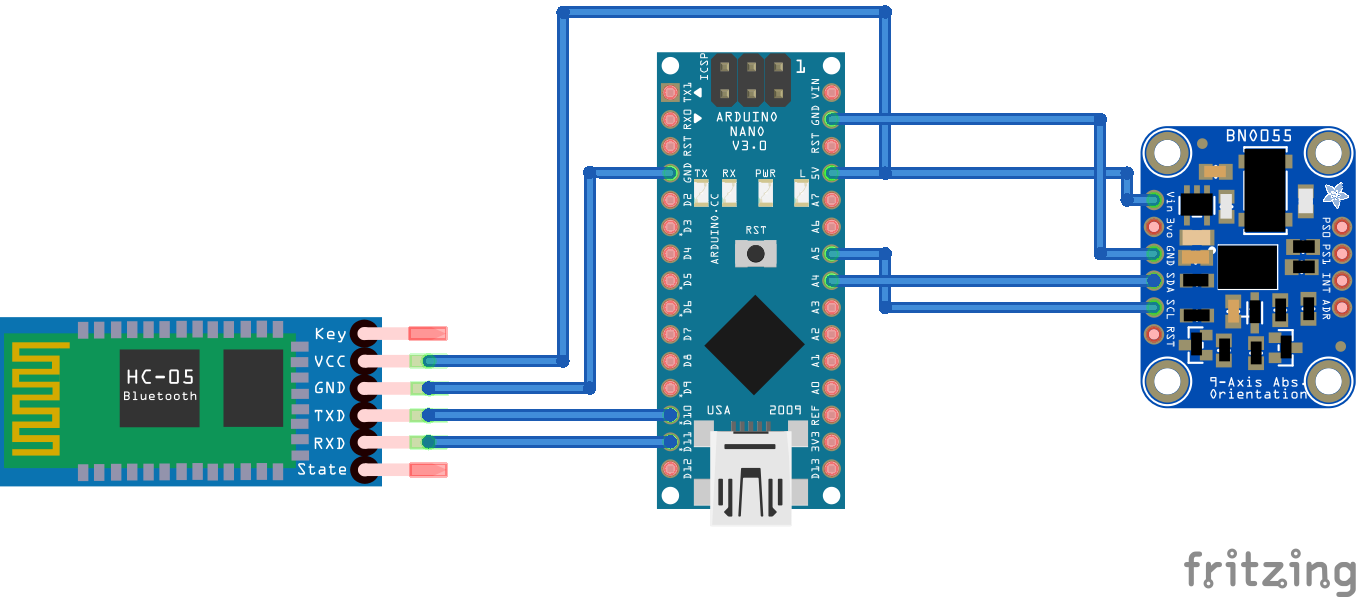 HC-05
Bluetooth
Key
VCC
GND
TXD
RXD
State
ICSP
1
ARDUINO
NANO
V3.0
TX1
RX0
RST
GND
D2
D3
D4
D5
D6
D7
D8
D9
D10
D11
D12
TX RX PWR L
ARDUINO.CC
RST
USA 2009
VIN
GND
RST
5V
A7
A6
A5
A4
A3
A2
A1
A0
REF
3V3
D13
BNO055
Vin
3vo
GND
SDA
SCL
RST
PS0
PS1
INT
ADR
9-Axis Abs.
Orientation
fritzing